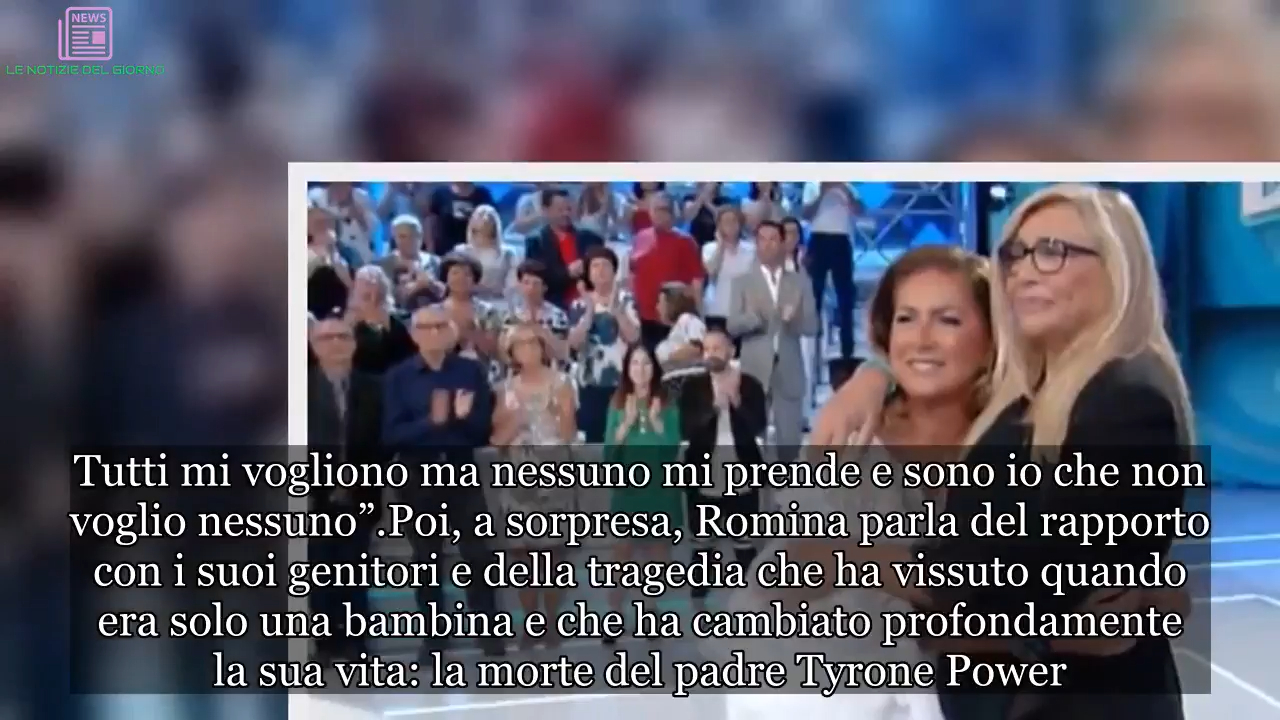 NEWS
LE NOTIZIE DEL GIORNO
Tutti mi vogliono ma nessuno mi prende e sono io che non
voglio nessuno”.Poi, a sorpresa, Romina parla del rapporto
con i suoi genitori e della tragedia che ha vissuto quando
era solo una bambina e che ha cambiato profondamente
la sua vita: la morte del padre Tyrone Power